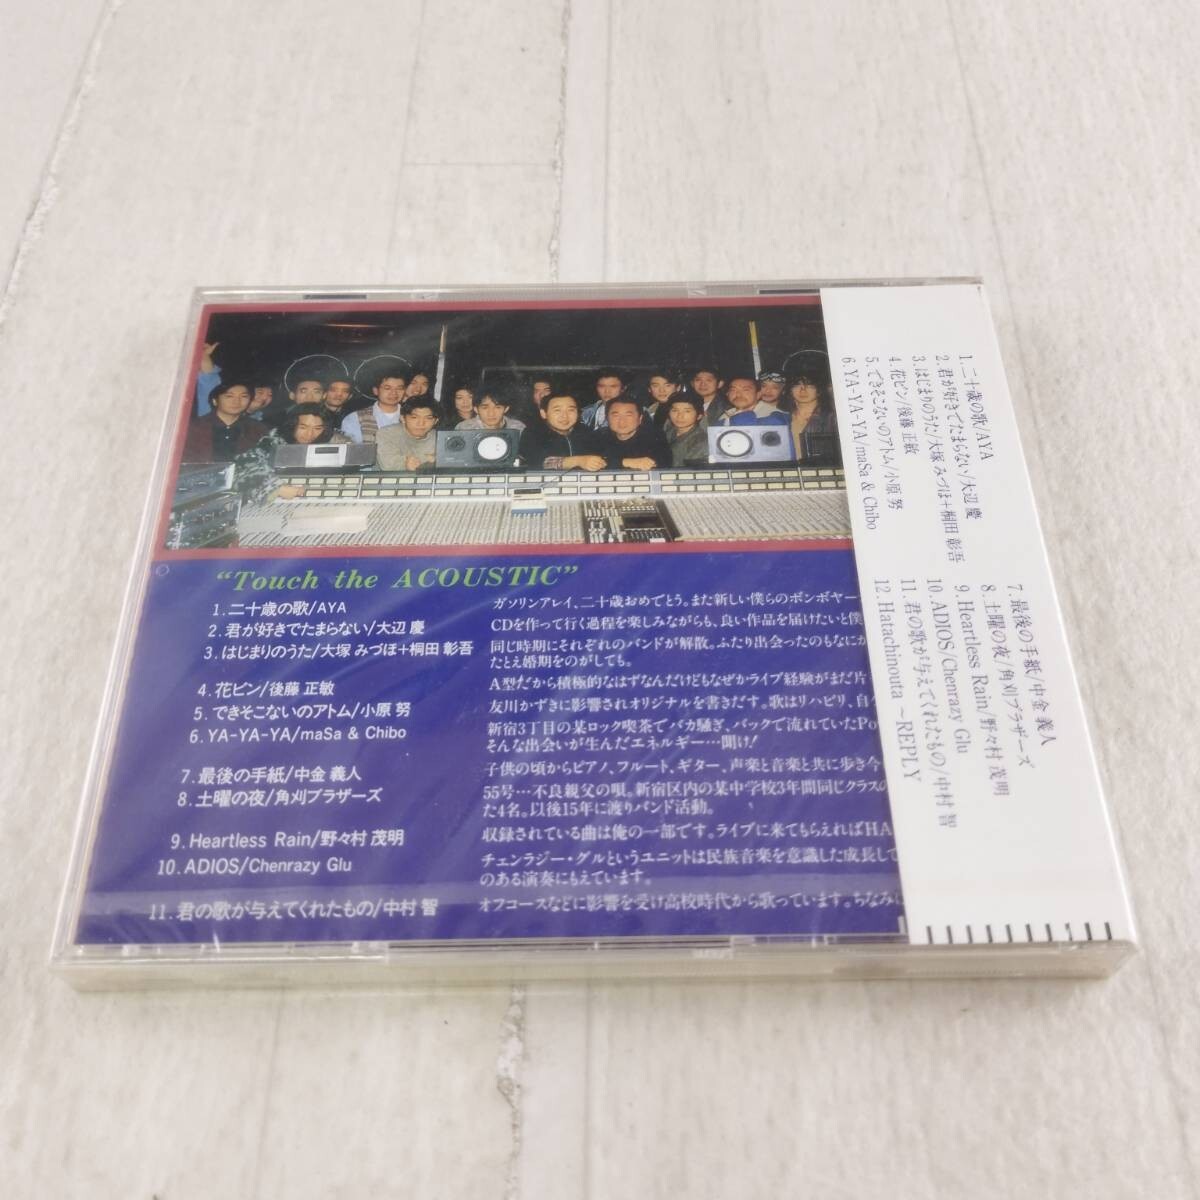 “Touch the ACOUSTIC”
1. 二十歳の歌/AYA
2. 君が好きでたまらない/大辺 慶
3. はじまりのうた/大塚 みづほ+桐田 彰吾
4. 花ビン/後藤 正敏
5. できそこないのアトム/小原 努
6. YA-YA-YA/maSa & Chibo
7. 最後の手紙/中金 義人
8. 土曜の夜/角刈ブラザーズ
9. Heartless Rain/野々村 茂明
10. ADIOS/Chenrazy Glu
11. 君の歌が与えてくれたもの/中村 智
ガソリンアレイ、二十歳おめでとう。また新しい僕らのボンボヤー
CDを作って行く過程を楽しみながらも、良い作品を届けたいと僕
同じ時期にそれぞれのバンドが解散。ふたり出会ったのもなにか
たとえ婚期をのがしても。
A型だから積極的なはずなんだけどもなぜかライブ経験がまだ片
友川かずきに影響されオリジナルを書きだす。歌はリハビリ、自
新宿3丁目の某ロック喫茶でバカ騒ぎ、バックで流れていたPo
そんな出会いが生んだエネルギー…聞け!
子供の頃からピアノ、フルート、ギター、声楽と音楽と共に歩き今
55号…不良親父の唄。新宿区内の某中学校3年間同じクラスの
た4名。以後15年に渡りバンド活動。
収録されている曲は俺の一部です。ライブに来てもらえればHA
チェンラジー・グルというユニットは民族音楽を意識した成長して
のある演奏にもえています。
オフコースなどに影響を受け高校時代から歌っています。ちなみに
1. 二十歳の歌/AYA
2. 君が好きでたまらない/大辺 慶
3. はじまりのうた/大塚 みづほ+桐田 彰吾
4. 花ビン/後藤 正敏
5. できそこないのアトム/小原 努
6. YA-YA-YA/maSa & Chibo
7. 最後の手紙/中金 義人
8. 土曜の夜/角刈ブラザーズ
9. Heartless Rain/野々村 茂明
10. ADIOS/Chenrazy Glu
11. 君の歌が与えてくれたもの/中村 智
12. Hatachinouta ～REPLY